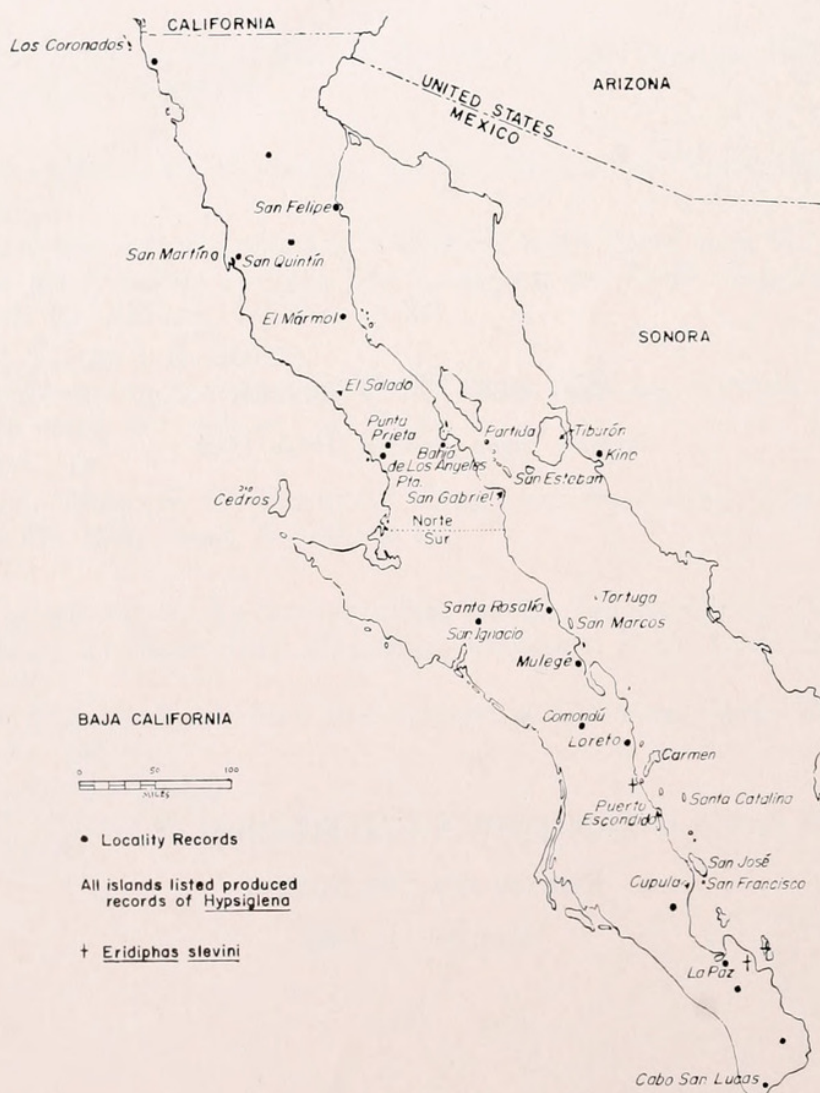 CALIFORNIA
Los Coronados
ARIZONA
UNITED STATES
MEXICO
San Felipe
San Martín
San Quintín
El Mármol
SONORA
El Salado
Punta
Prieta
Partida
Tiburón
Bahía
de Los Angeles
Kino
San Esteban
Pta.
San Gabriel
Cedros
Norte
Sur
Santa Rosalía
Tortuga
San Ignacio
San Marcos
Mulegé
BAJA CALIFORNIA
Comondú
Loreto
Carmen
0 50 100
MILES
Santa Catalina
Puerto
Escondido
• Locality Records
San José
Cupula
San Francisco
All islands listed produced
records of Hypsiglena
† Eridiphas slevini
La Paz
Cabo San Lucas